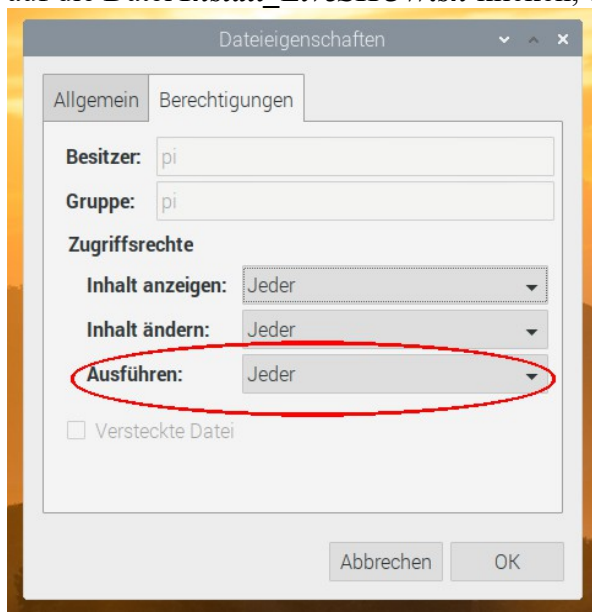 Dateieigenschaften
Allgemein Berechtigungen
Besitzer: pi
Gruppe: pi
Zugriffsrechte
Inhalt anzeigen: Jeder
Inhalt ändern: Jeder
Ausführen: Jeder
Versteckte Datei
Abbrechen OK